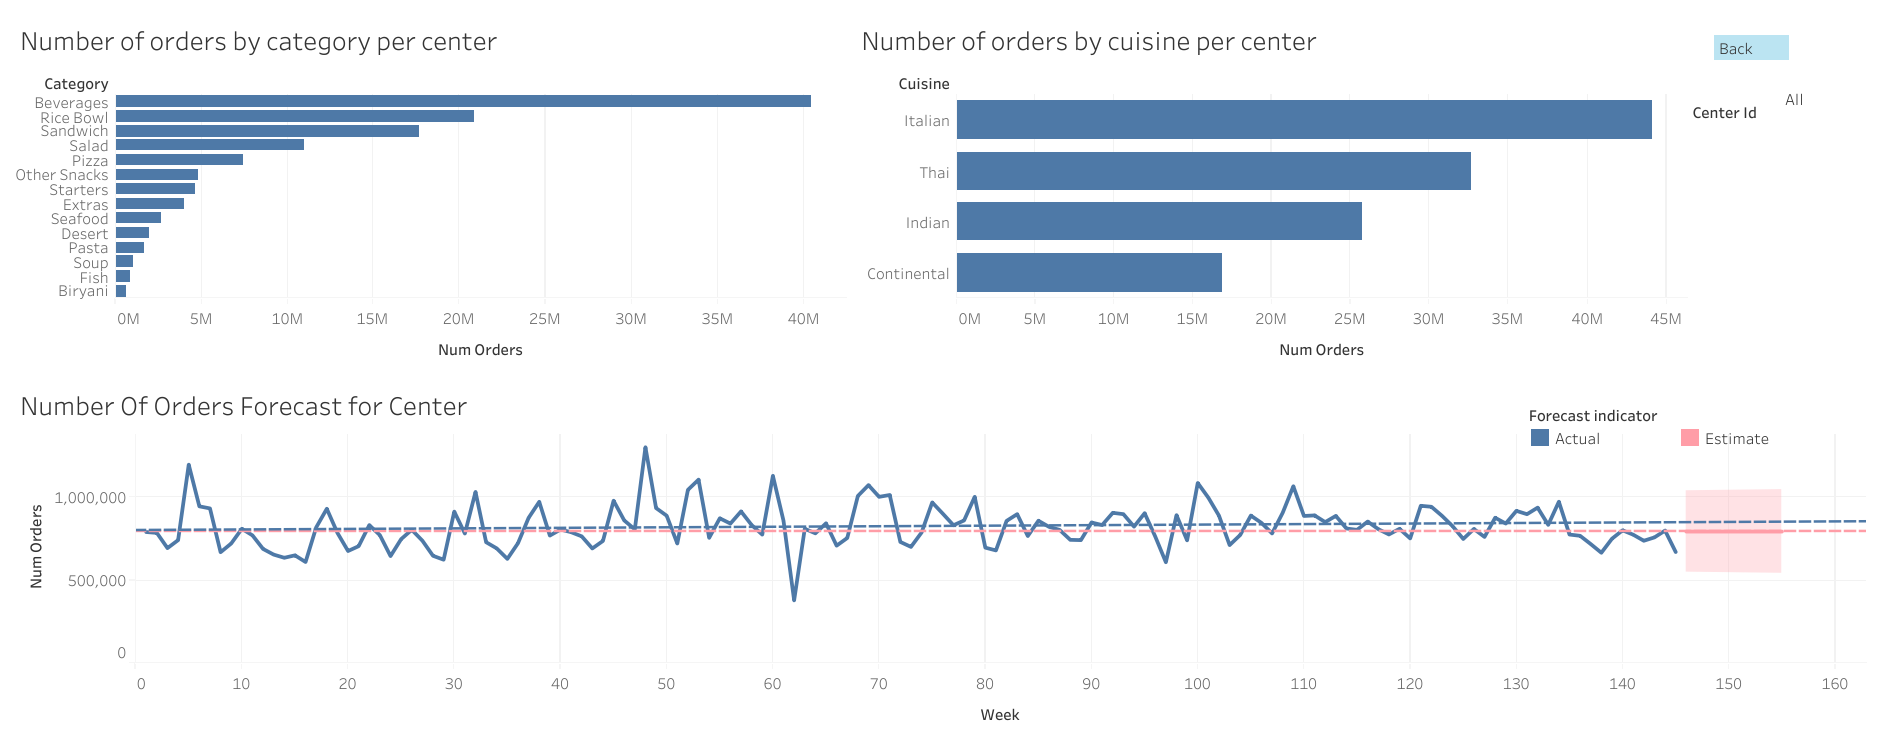 Number of orders by category per center
Category
Beverages
Rice Bowl
Sandwich
Salad
Pizza
Other Snacks
Starters
Extras
Seafood
Desert
Pasta
Soup
Fish
Biryani
0M 5M 10M 15M 20M 25M 30M 35M 40M
Num Orders
Number of orders by cuisine per center
Cuisine
Italian
Thai
Indian
Continental
0M 5M 10M 15M 20M 25M 30M 35M 40M 45M
Num Orders
Back
All
Center Id
Number Of Orders Forecast for Center
Forecast indicator
Actual Estimate
Num Orders
1,000,000
500,000
0
0 10 20 30 40 50 60 70 80 90 100 110 120 130 140 150 160
Week